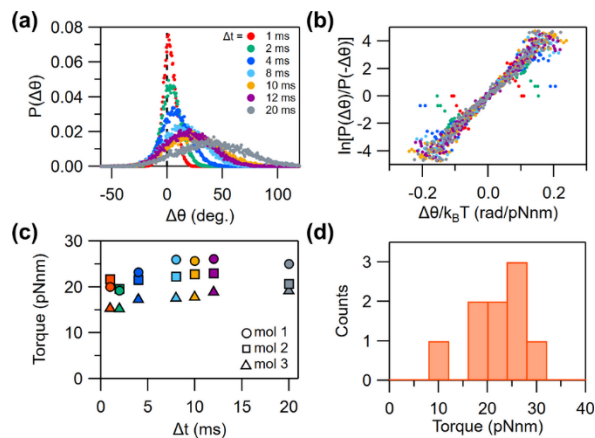 (a)
P(Δθ)
0.08
0.06
0.04
0.02
0.00
-50
0
50
100
Δθ (deg.)
Δt =
1 ms
2 ms
4 ms
8 ms
10 ms
12 ms
20 ms
(b)
ln[P(Δθ)/P(-Δθ)]
4
2
0
-2
-4
-0.2
0.0
0.2
Δθ/kBT (rad/pNnm)
(c)
Torque (pNnm)
30
20
10
0
0
5
10
15
20
Δt (ms)
mol 1
mol 2
mol 3
(d)
Counts
3
2
1
0
0
10
20
30
40
Torque (pNnm)